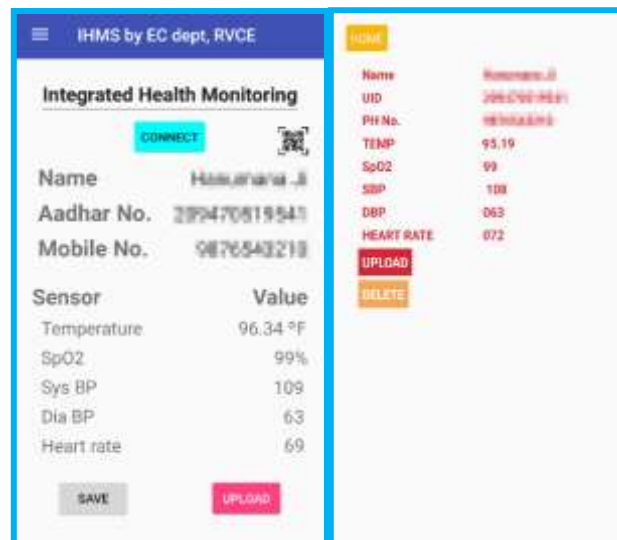 IHMS by EC dept, RVCE
Integrated Health Monitoring
CONNECT
Name
Aadhar No.
Mobile No.
Sensor Value
Temperature 96.34 ºF
SpO2 99%
Sys BP 109
Dia BP 63
Heart rate 69
SAVE UPLOAD
HOME
Name
UID
PH No.
TEMP 95.19
SpO2 99
SBP 108
DBP 063
HEART RATE 072
UPLOAD
DELETE